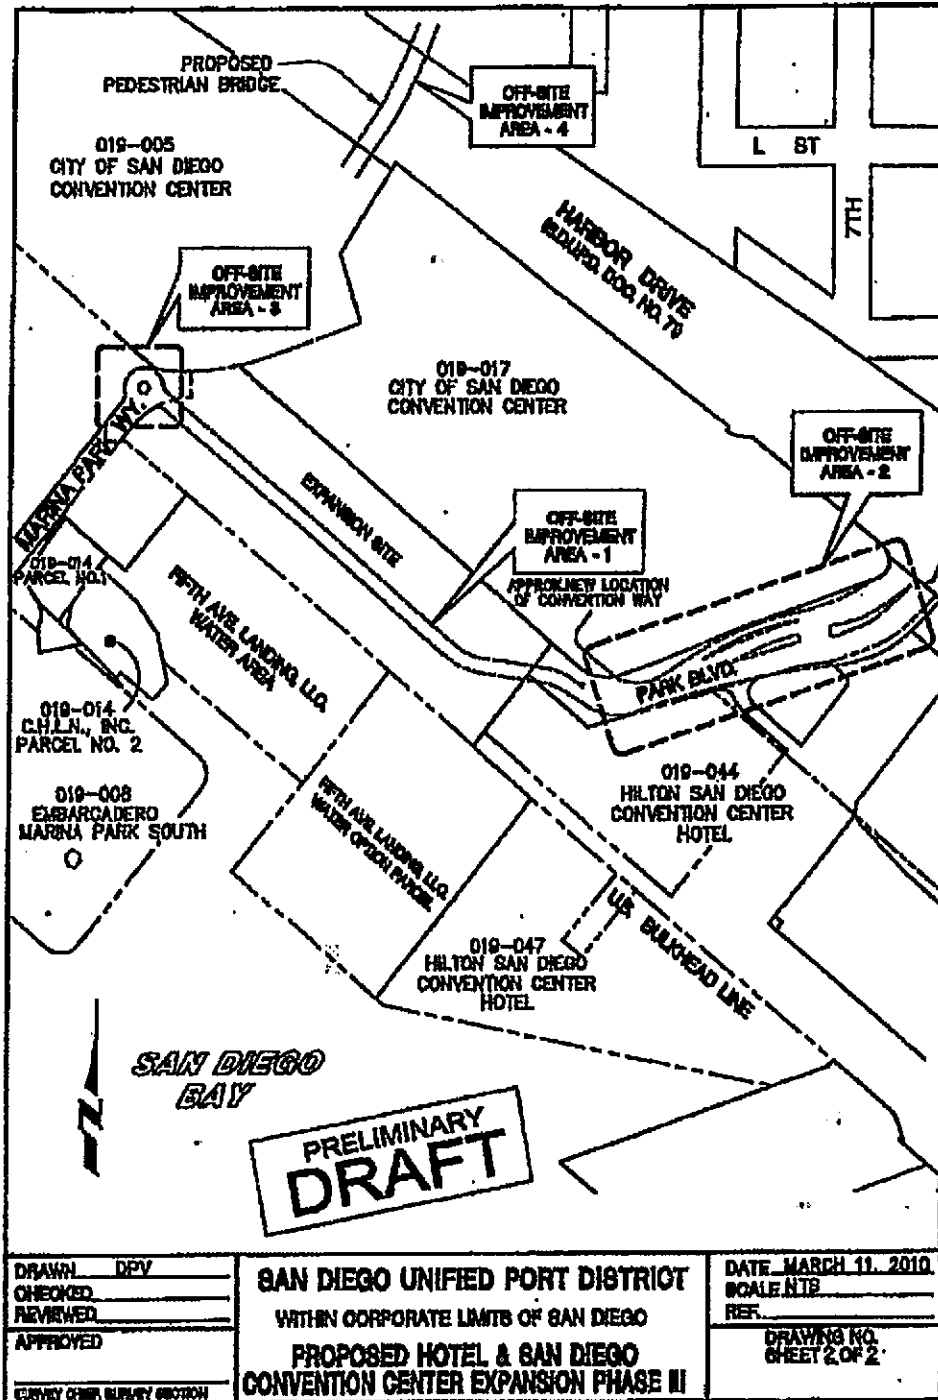 PROPOSED
PEDESTRIAN BRIDGE
OFF-SITE
IMPROVEMENT
AREA - 4
019-005
CITY OF SAN DIEGO
CONVENTION CENTER
L ST
7TH
HARBOR DRIVE
DOC. NO. 79
OFF-SITE
IMPROVEMENT
AREA - 3
019-017
CITY OF SAN DIEGO
CONVENTION CENTER
MARINA PARK WY.
OFF-SITE
IMPROVEMENT
AREA - 2
EXPANSION SITE
OFF-SITE
IMPROVEMENT
AREA - 1
APPROX. NEW LOCATION
OF CONVENTION WAY
019-014
PARCEL NO.1
FIFTH AVE. LANDING, LLC.
WATER AREA
PARK BLVD.
019-014
C.H.L.N., INC.
PARCEL NO. 2
019-008
EMBARCADERO
MARINA PARK SOUTH
019-044
HILTON SAN DIEGO
CONVENTION CENTER
HOTEL
FIFTH AVE. LANDING LLC.
WATER OPTION PARCEL
U.S. BULKHEAD LINE
019-047
HILTON SAN DIEGO
CONVENTION CENTER
HOTEL
SAN DIEGO
BAY
PRELIMINARY
DRAFT
DRAWN DPV
CHECKED
REVIEWED
APPROVED
SAN DIEGO UNIFIED PORT DISTRICT
WITHIN CORPORATE LIMITS OF SAN DIEGO
PROPOSED HOTEL & SAN DIEGO
CONVENTION CENTER EXPANSION PHASE III
DATE MARCH 11, 2010
SCALE NTS
REF.
DRAWING NO.
SHEET 2 OF 2